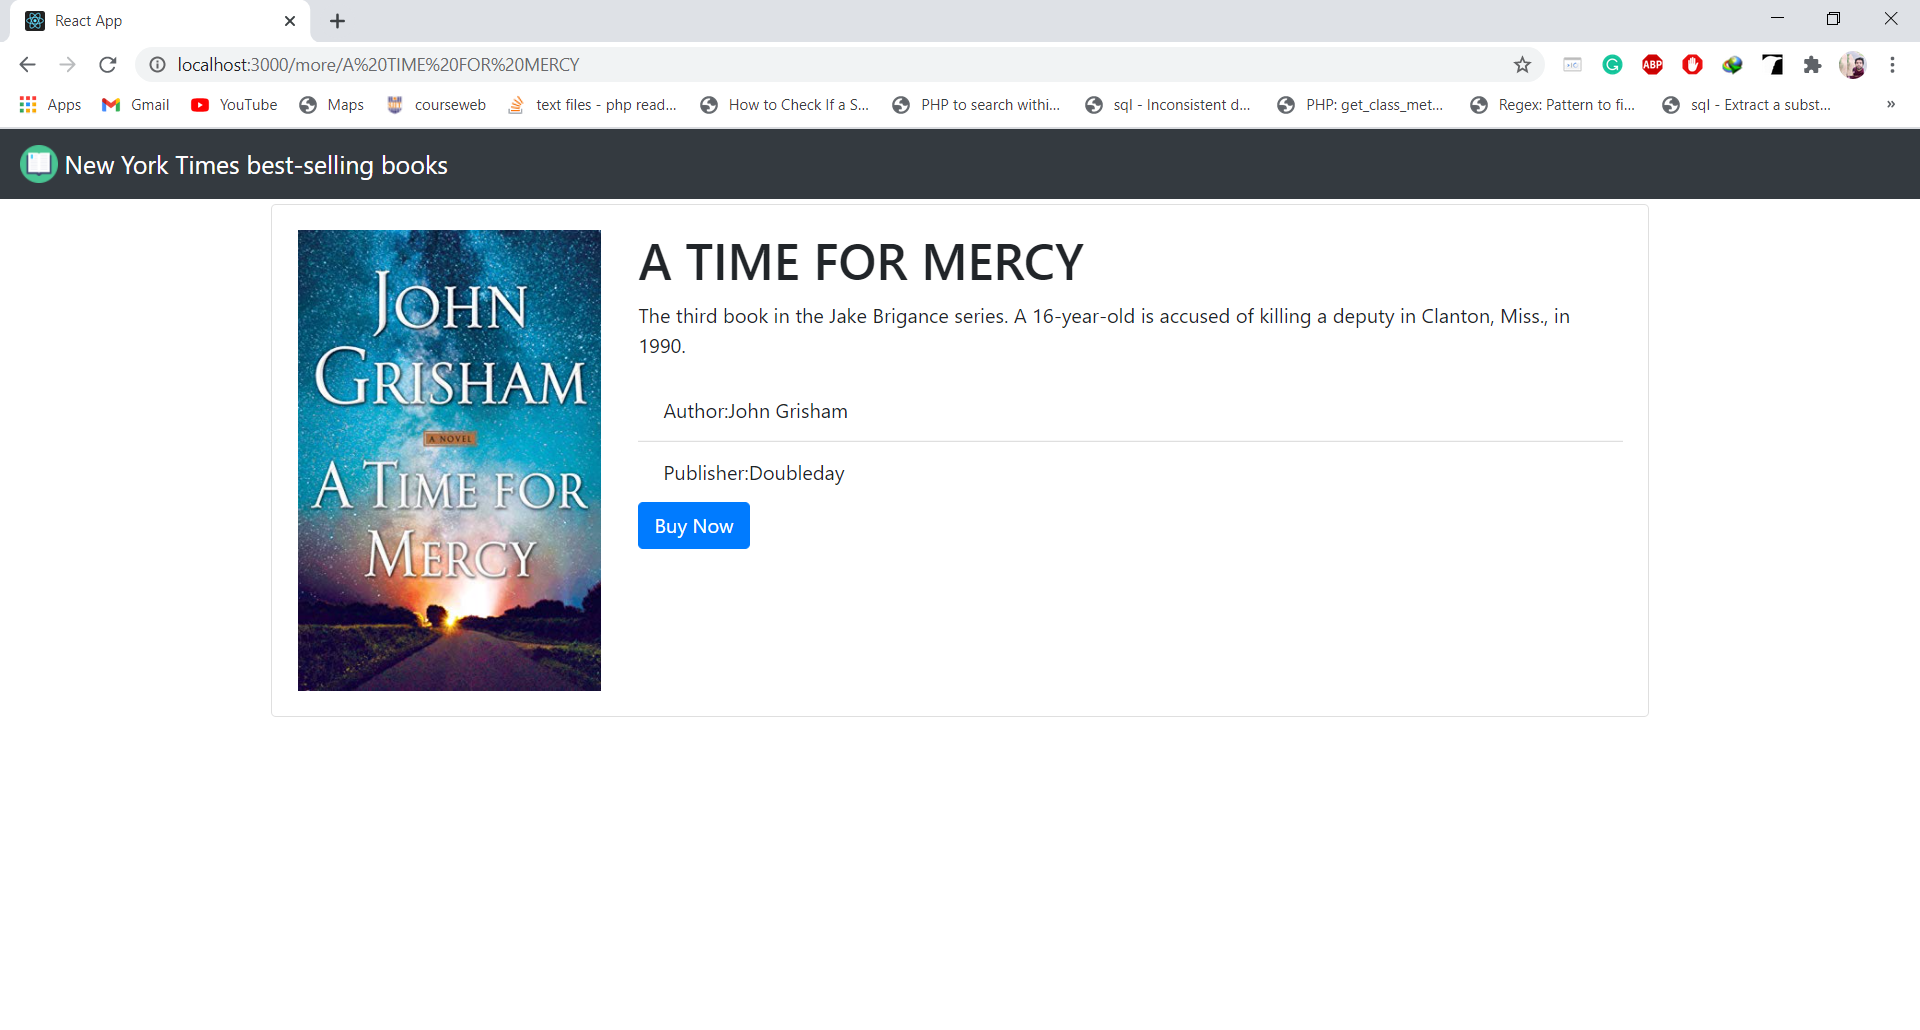 React App
localhost:3000/more/A%20TIME%20FOR%20MERCY
ABP
Apps
Gmail
YouTube
Maps
courseweb
text files - php read...
How to Check If a S...
PHP to search withi...
sql - Inconsistent d...
PHP: get_class_met...
Regex: Pattern to fi...
sql - Extract a subst...
»
New York Times best-selling books
JOHN
GRISHAM
A NOVEL
A TIME FOR
MERCY
A TIME FOR MERCY
The third book in the Jake Brigance series. A 16-year-old is accused of killing a deputy in Clanton, Miss., in
1990.
Author:John Grisham
Publisher:Doubleday
Buy Now